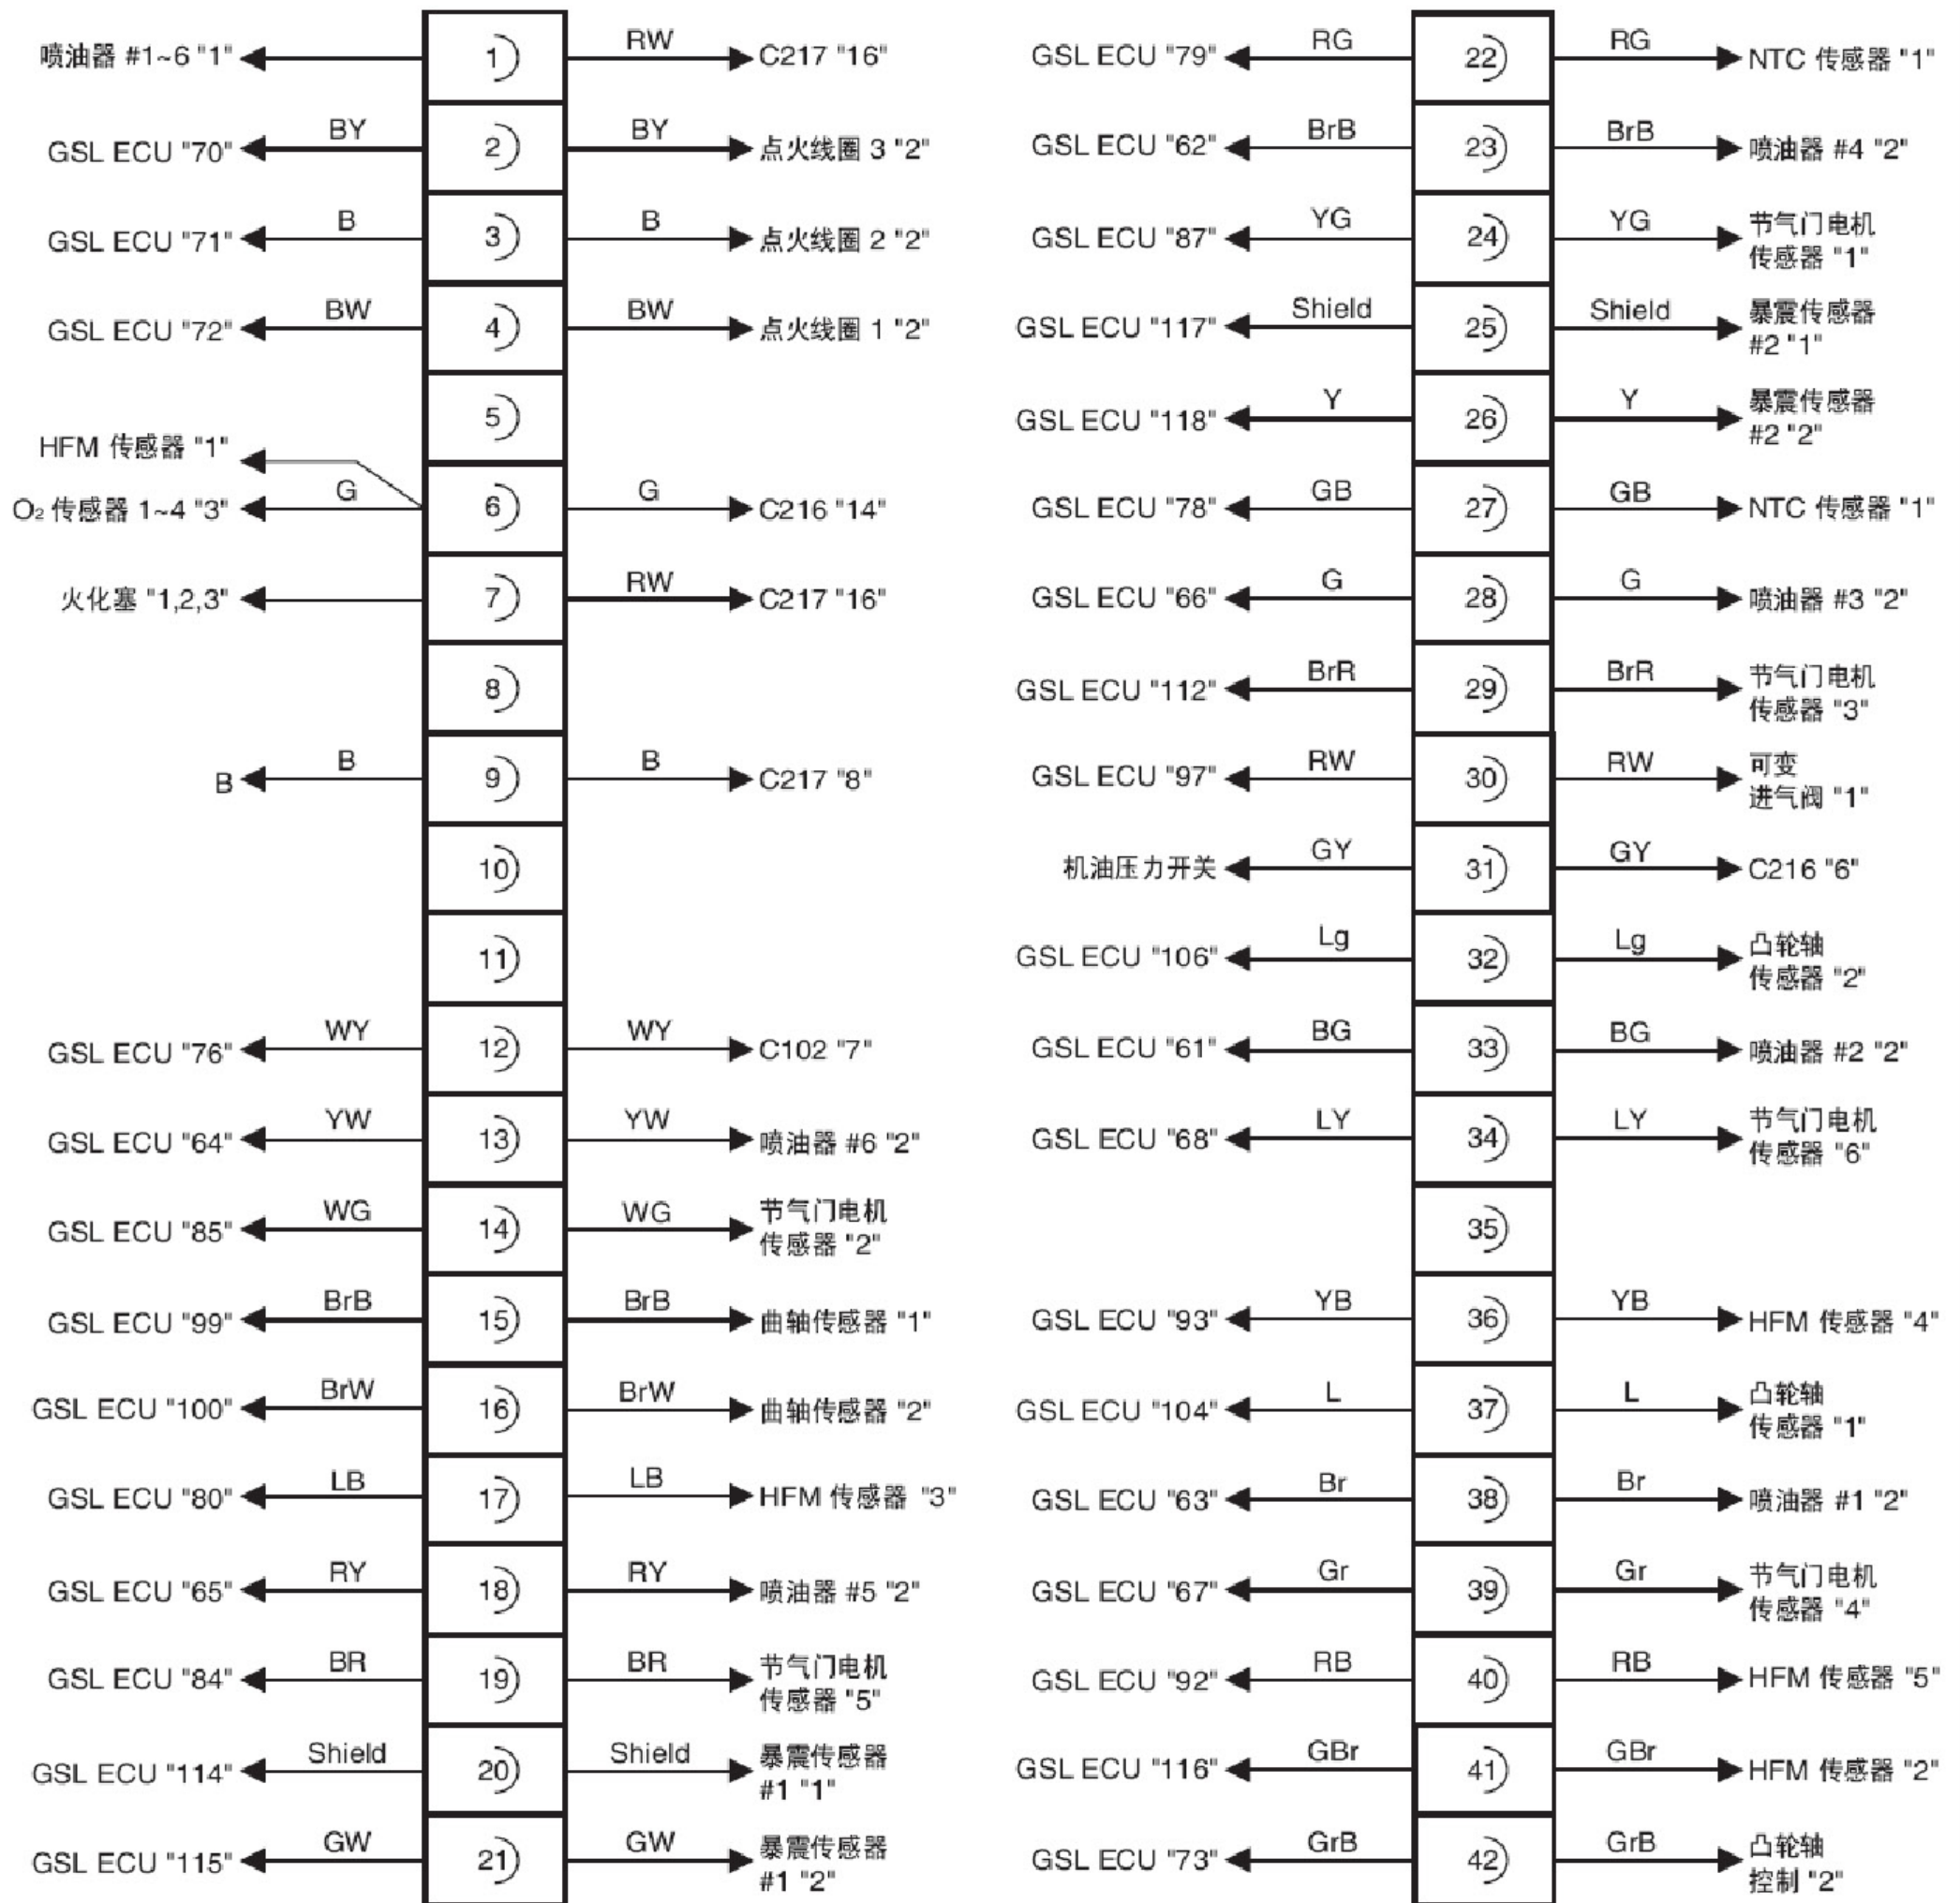 喷油器 #1~6 "1" 1 RW C217 "16"
GSL ECU "70" BY 2 BY 点火线圈 3 "2"
GSL ECU "71" B 3 B 点火线圈 2 "2"
GSL ECU "72" BW 4 BW 点火线圈 1 "2"
5
HFM 传感器 "1"
O₂ 传感器 1~4 "3" G 6 G C216 "14"
火化塞 "1,2,3" 7 RW C217 "16"
8
B B 9 B C217 "8"
10
11
GSL ECU "76" WY 12 WY C102 "7"
GSL ECU "64" YW 13 YW 喷油器 #6 "2"
GSL ECU "85" WG 14 WG 节气门电机
传感器 "2"
GSL ECU "99" BrB 15 BrB 曲轴传感器 "1"
GSL ECU "100" BrW 16 BrW 曲轴传感器 "2"
GSL ECU "80" LB 17 LB HFM 传感器 "3"
GSL ECU "65" RY 18 RY 喷油器 #5 "2"
GSL ECU "84" BR 19 BR 节气门电机
传感器 "5"
GSL ECU "114" Shield 20 Shield 暴震传感器
#1 "1"
GSL ECU "115" GW 21 GW 暴震传感器
#1 "2"
GSL ECU "79" RG 22 RG NTC 传感器 "1"
GSL ECU "62" BrB 23 BrB 喷油器 #4 "2"
GSL ECU "87" YG 24 YG 节气门电机
传感器 "1"
GSL ECU "117" Shield 25 Shield 暴震传感器
#2 "1"
GSL ECU "118" Y 26 Y 暴震传感器
#2 "2"
GSL ECU "78" GB 27 GB NTC 传感器 "1"
GSL ECU "66" G 28 G 喷油器 #3 "2"
GSL ECU "112" BrR 29 BrR 节气门电机
传感器 "3"
GSL ECU "97" RW 30 RW 可变
进气阀 "1"
机油压力开关 GY 31 GY C216 "6"
GSL ECU "106" Lg 32 Lg 凸轮轴
传感器 "2"
GSL ECU "61" BG 33 BG 喷油器 #2 "2"
GSL ECU "68" LY 34 LY 节气门电机
传感器 "6"
35
GSL ECU "93" YB 36 YB HFM 传感器 "4"
GSL ECU "104" L 37 L 凸轮轴
传感器 "1"
GSL ECU "63" Br 38 Br 喷油器 #1 "2"
GSL ECU "67" Gr 39 Gr 节气门电机
传感器 "4"
GSL ECU "92" RB 40 RB HFM 传感器 "5"
GSL ECU "116" GBr 41 GBr HFM 传感器 "2"
GSL ECU "73" GrB 42 GrB 凸轮轴
控制 "2"